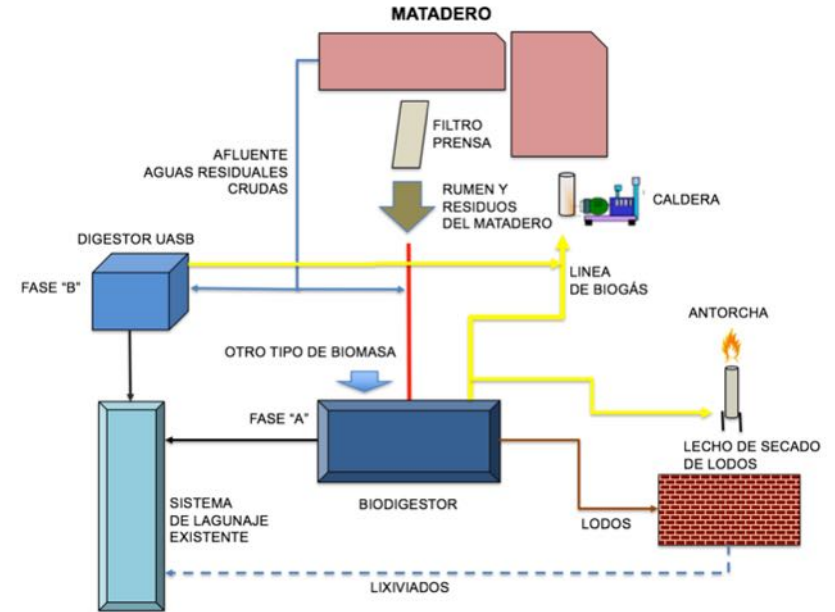 MATADERO
FILTRO
PRENSA
AFLUENTE
AGUAS RESIDUALES
CRUDAS
RUMEN Y
RESIDUOS
DEL MATADERO
CALDERA
DIGESTOR UASB
FASE "B"
LINEA
DE BIOGÁS
ANTORCHA
OTRO TIPO DE BIOMASA
FASE "A"
LECHO DE SECADO
DE LODOS
SISTEMA
DE LAGUNAJE
EXISTENTE
BIODIGESTOR
LODOS
LIXIVIADOS